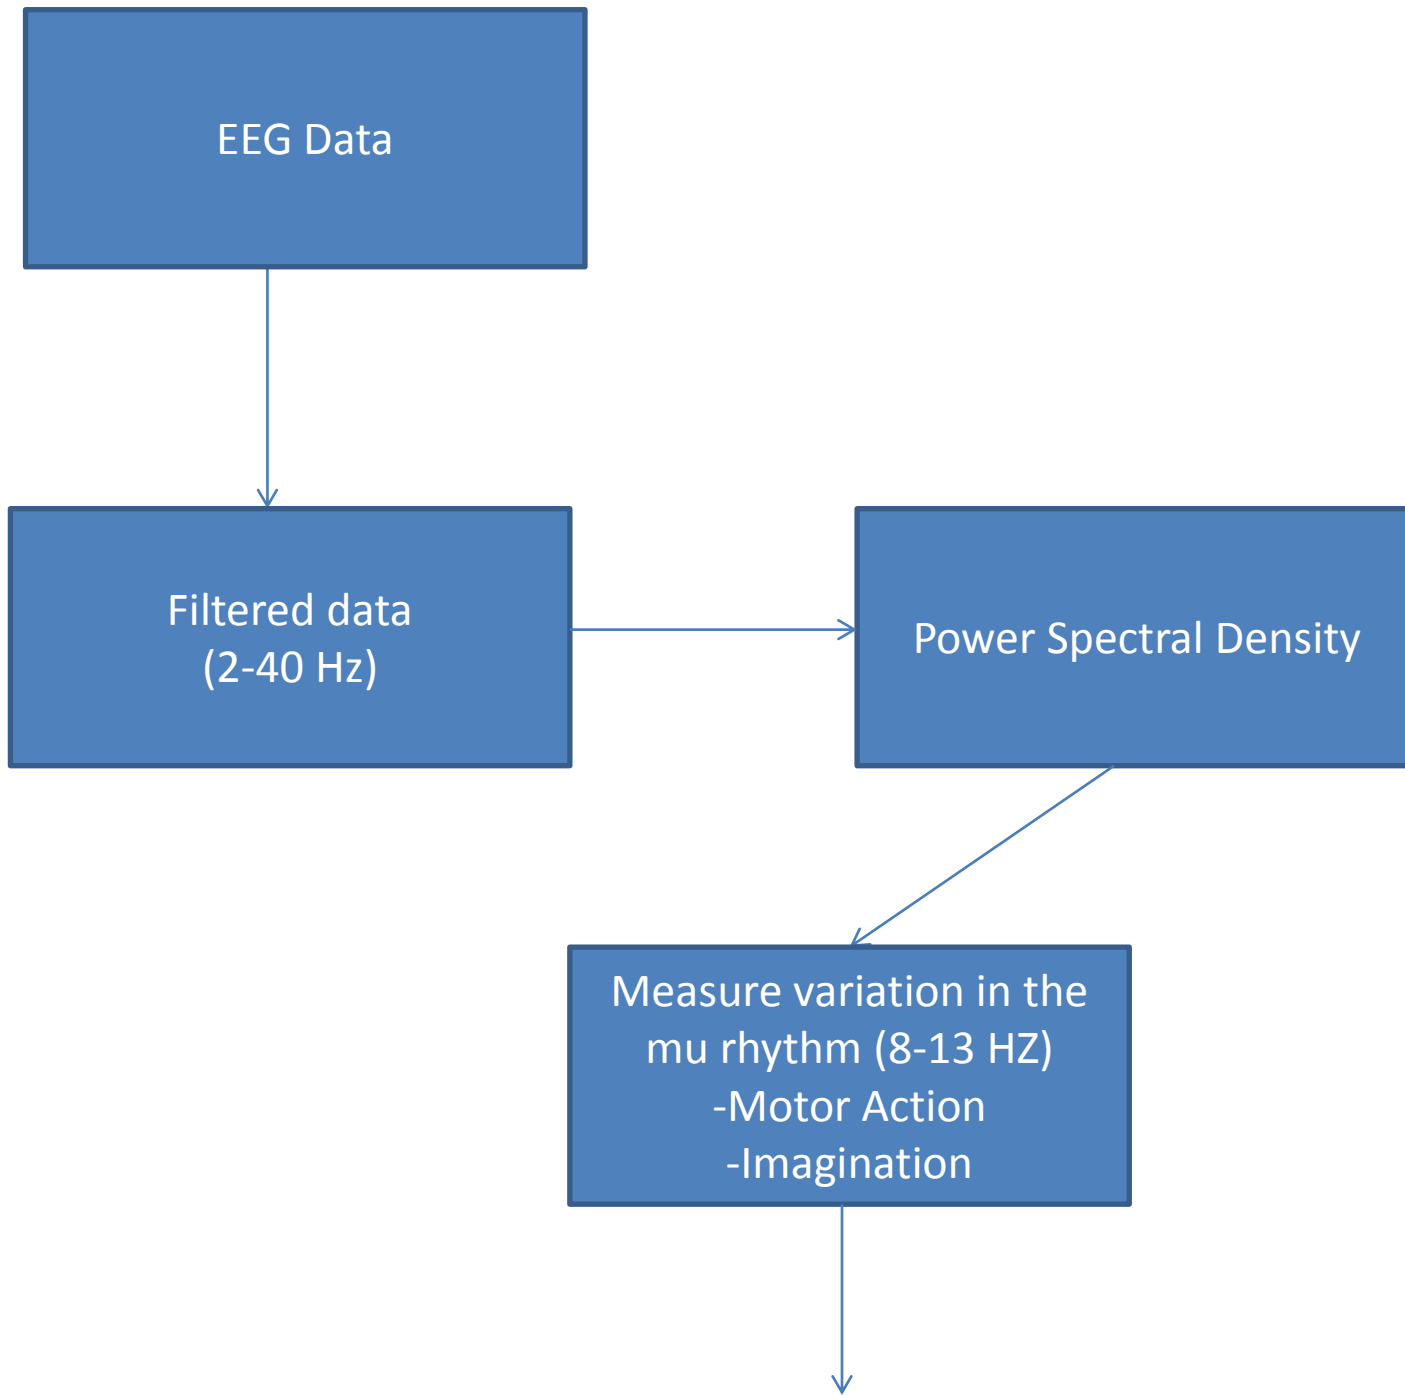 EEG Data
Filtered data
(2-40 Hz)
Power Spectral Density
Measure variation in the
mu rhythm (8-13 HZ)
-Motor Action
-Imagination